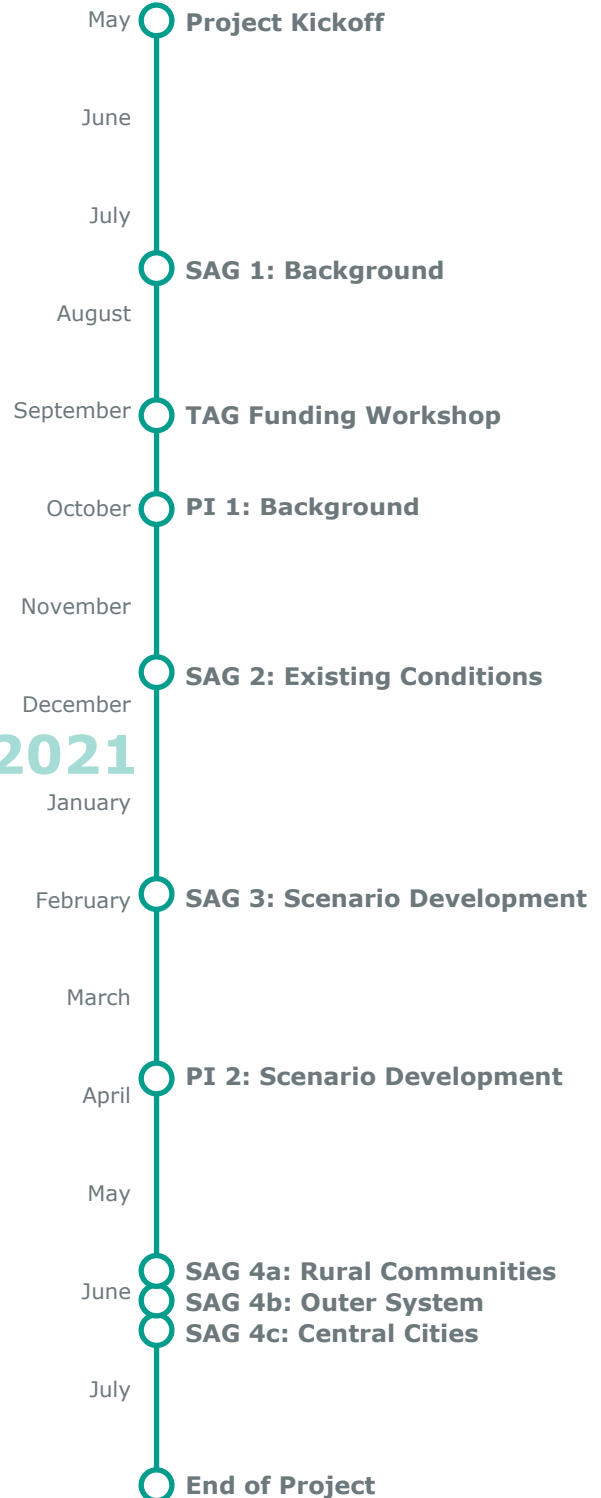 May
Project Kickoff
June
July
SAG 1: Background
August
September
TAG Funding Workshop
October
PI 1: Background
November
SAG 2: Existing Conditions
December
2021
January
February
SAG 3: Scenario Development
March
PI 2: Scenario Development
April
May
SAG 4a: Rural Communities
June
SAG 4b: Outer System
SAG 4c: Central Cities
July
End of Project